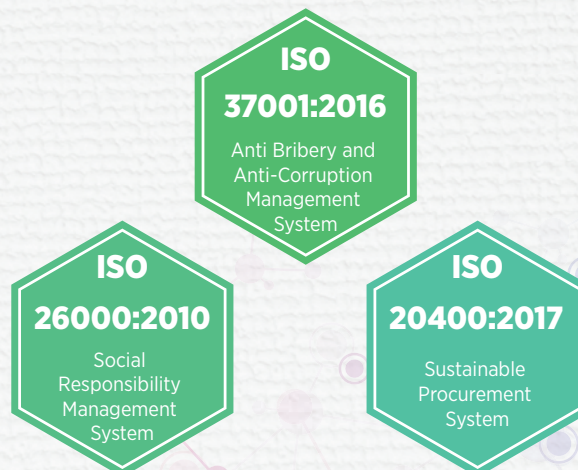 ISO
37001:2016
Anti Bribery and
Anti-Corruption
Management
System
ISO
26000:2010
Social
Responsibility
Management
System
ISO
20400:2017
Sustainable
Procurement
System